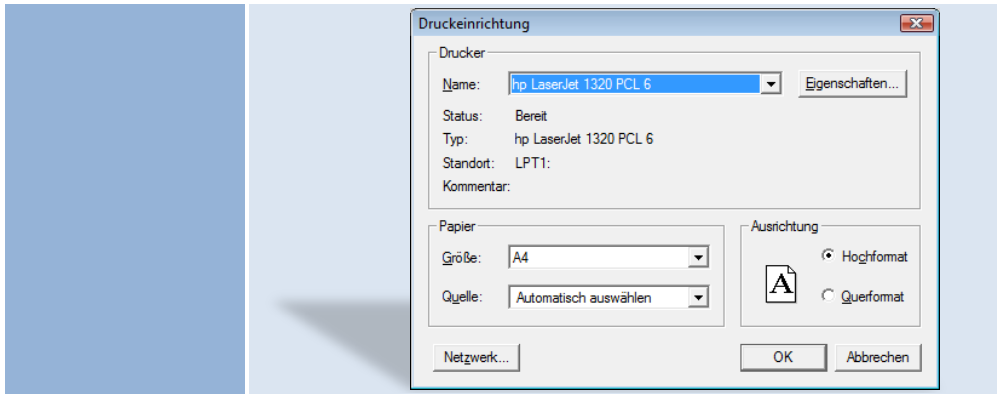 Druckeinrichtung
Drucker
Name: hp LaserJet 1320 PCL 6 Eigenschaften...
Status: Bereit
Typ: hp LaserJet 1320 PCL 6
Standort: LPT1:
Kommentar:
Papier
Größe: A4
Quelle: Automatisch auswählen
Ausrichtung
A
Hochformat
Querformat
Netzwerk... OK Abbrechen